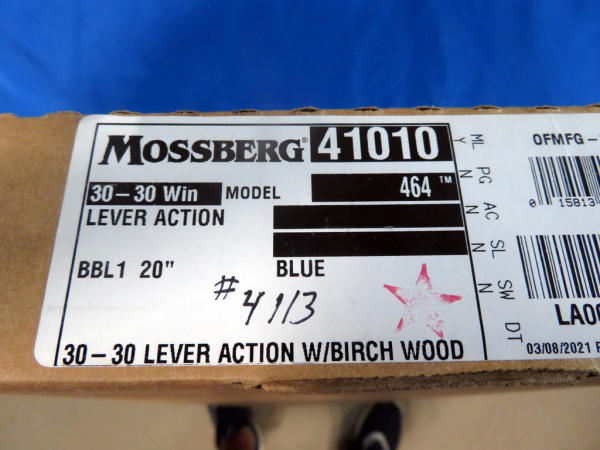 MOSSBERG® 41010
30-30 Win MODEL 464™
LEVER ACTION
BBL1 20" BLUE
#4113
30-30 LEVER ACTION W/BIRCH WOOD
ML PG AC SL SW DT
Y N N N N
OFMFG-
0 15813
LA00
03/08/2021